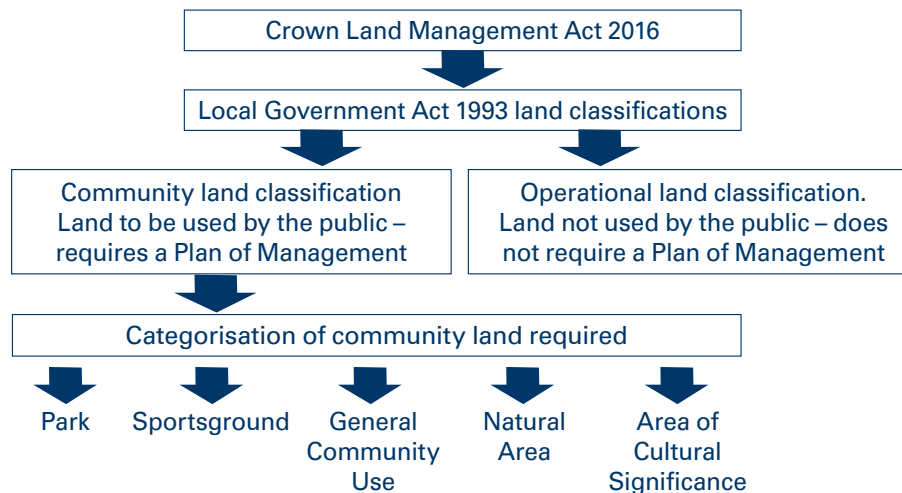 Crown Land Management Act 2016
Local Government Act 1993 land classifications
Community land classification
Land to be used by the public –
requires a Plan of Management
Operational land classification.
Land not used by the public – does
not require a Plan of Management
Categorisation of community land required
Park
Sportsground
General
Community
Use
Natural
Area
Area of
Cultural
Significance